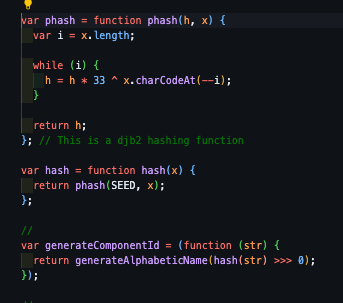 var phash = function phash(h, x) {
  var i = x.length;

  while (i) {
    h = h * 33 ^ x.charCodeAt(--i);
  }

  return h;
}; // This is a djb2 hashing function

var hash = function hash(x) {
  return phash(SEED, x);
};

//
var generateComponentId = (function (str) {
  return generateAlphabeticName(hash(str) >>> 0);
});